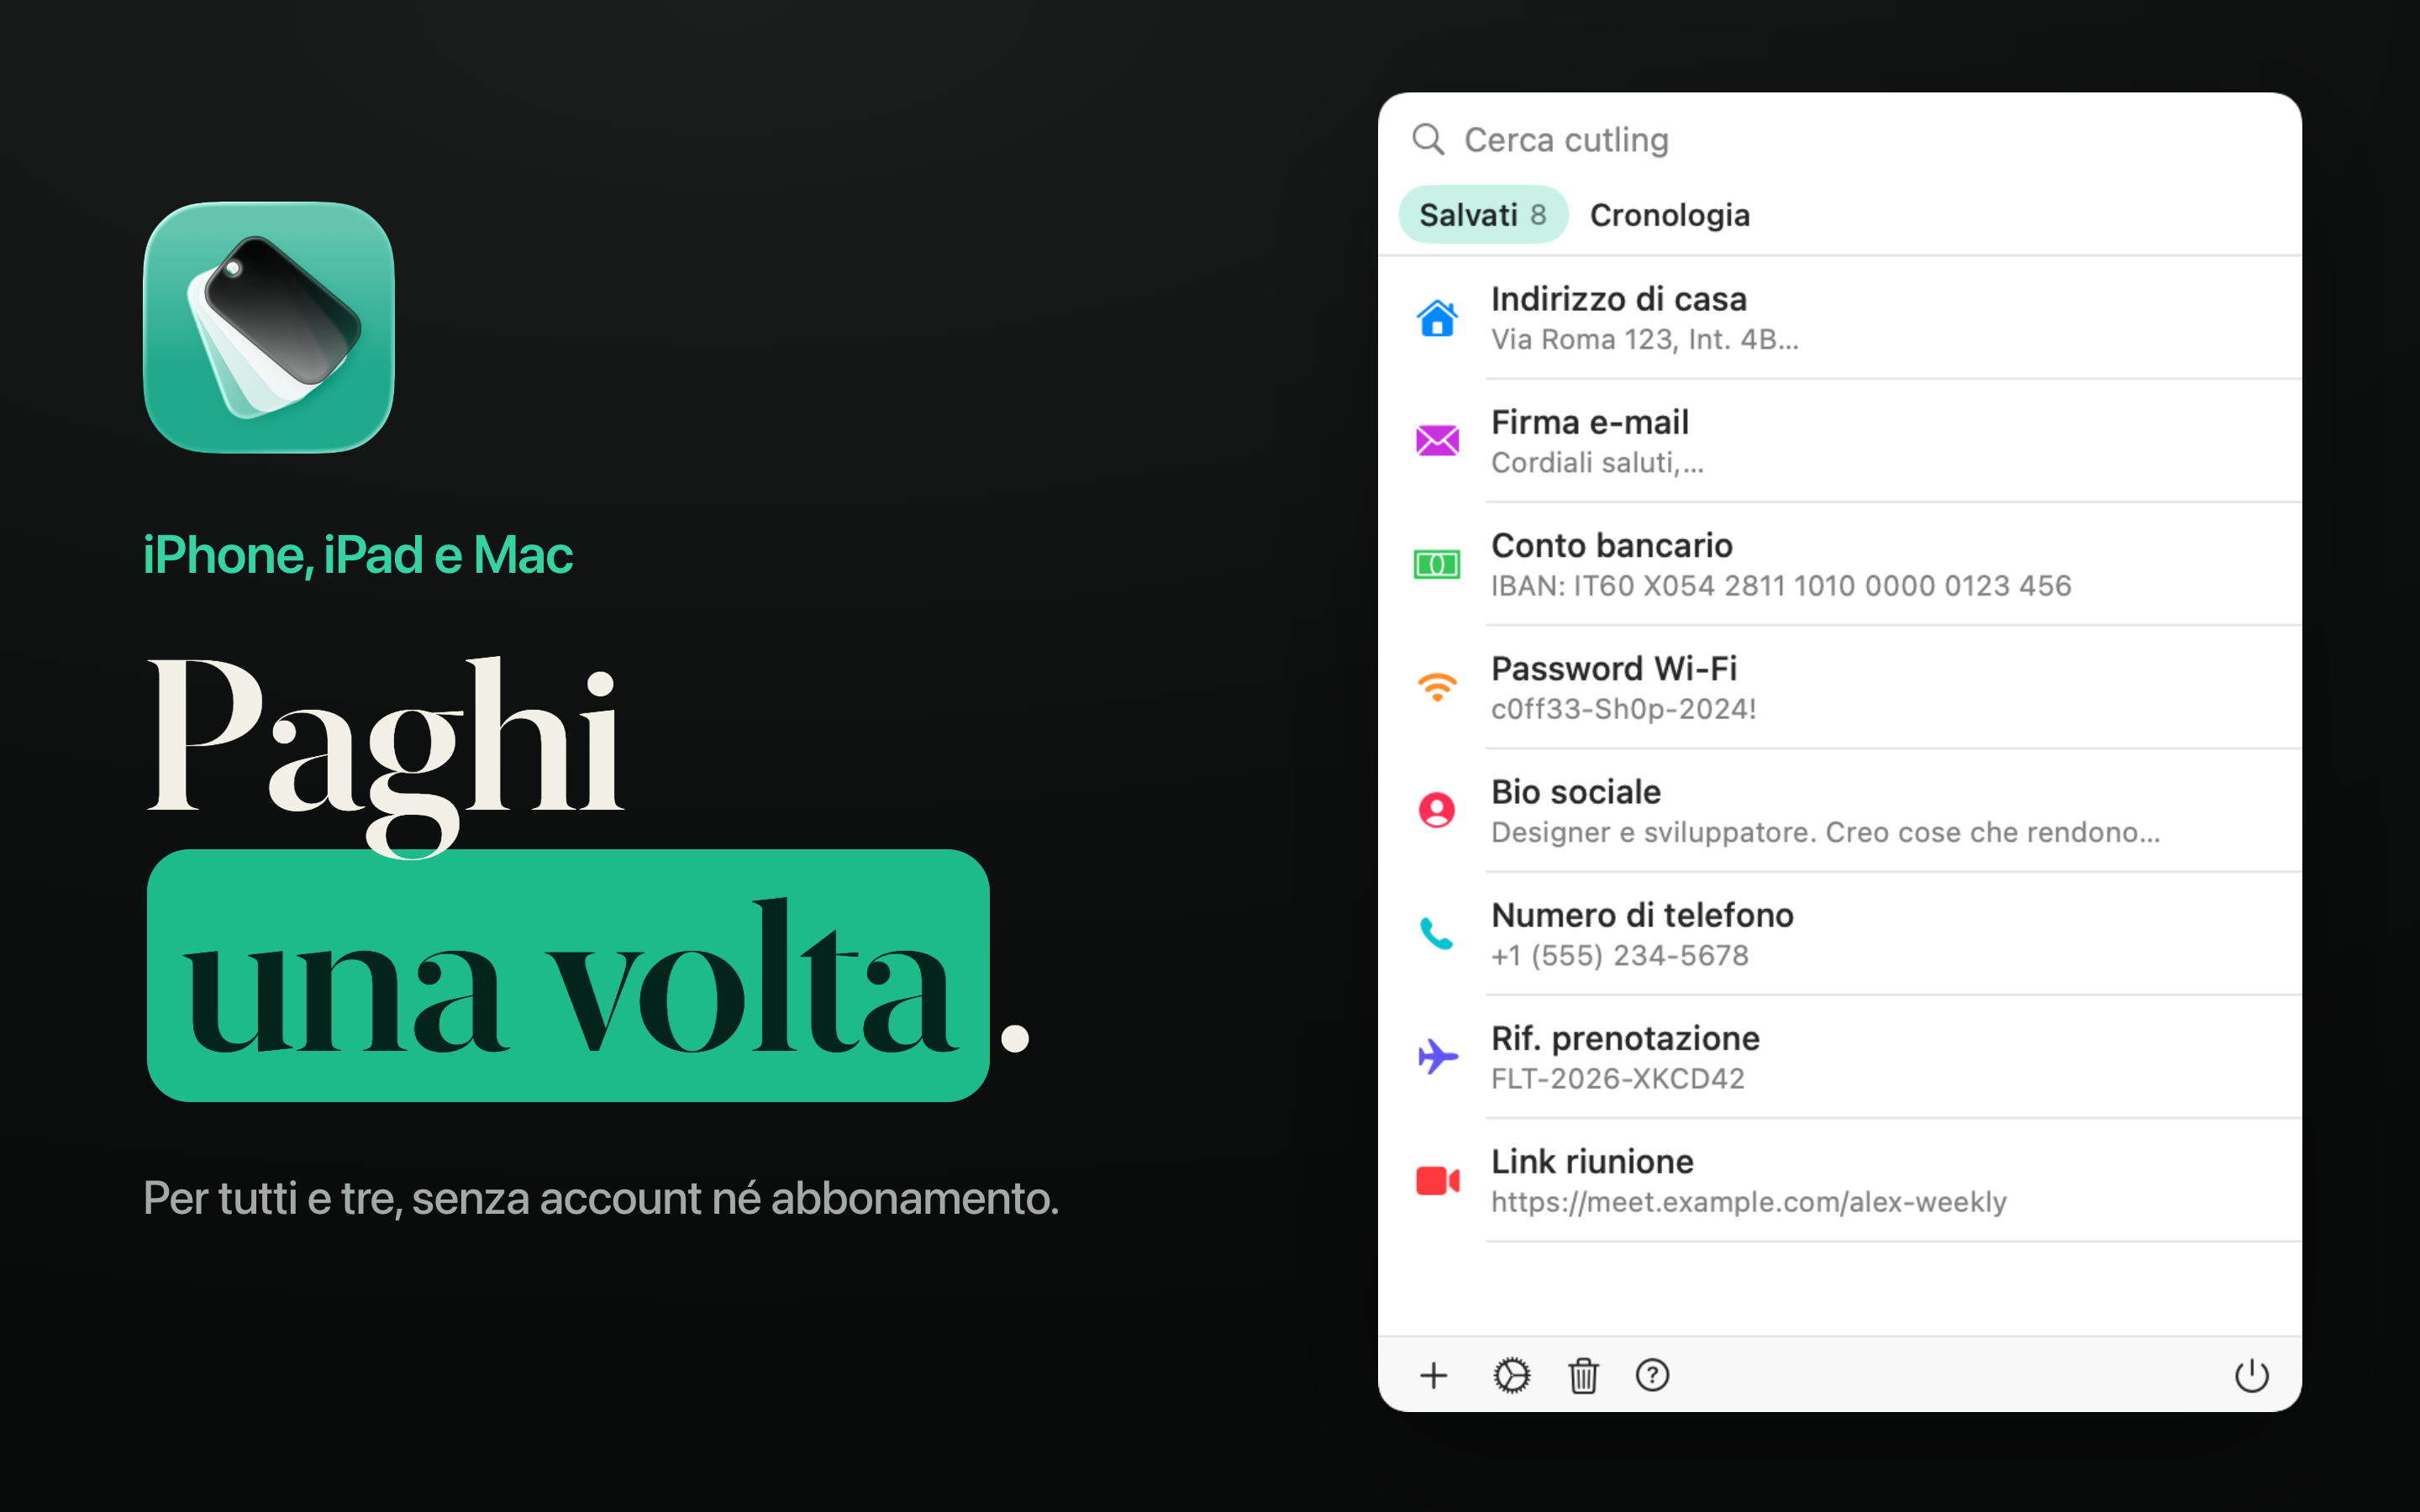 iPhone, iPad e Mac
Paghi
una volta.
Per tutti e tre, senza account né abbonamento.
Cerca cutling
Salvati 8 Cronologia
Indirizzo di casa
Via Roma 123, Int. 4B...
Firma e-mail
Cordiali saluti,...
Conto bancario
IBAN: IT60 X054 2811 1010 0000 0123 456
Password Wi-Fi
c0ff33-Sh0p-2024!
Bio sociale
Designer e sviluppatore. Creo cose che rendono...
Numero di telefono
+1 (555) 234-5678
Rif. prenotazione
FLT-2026-XKCD42
Link riunione
https://meet.example.com/alex-weekly